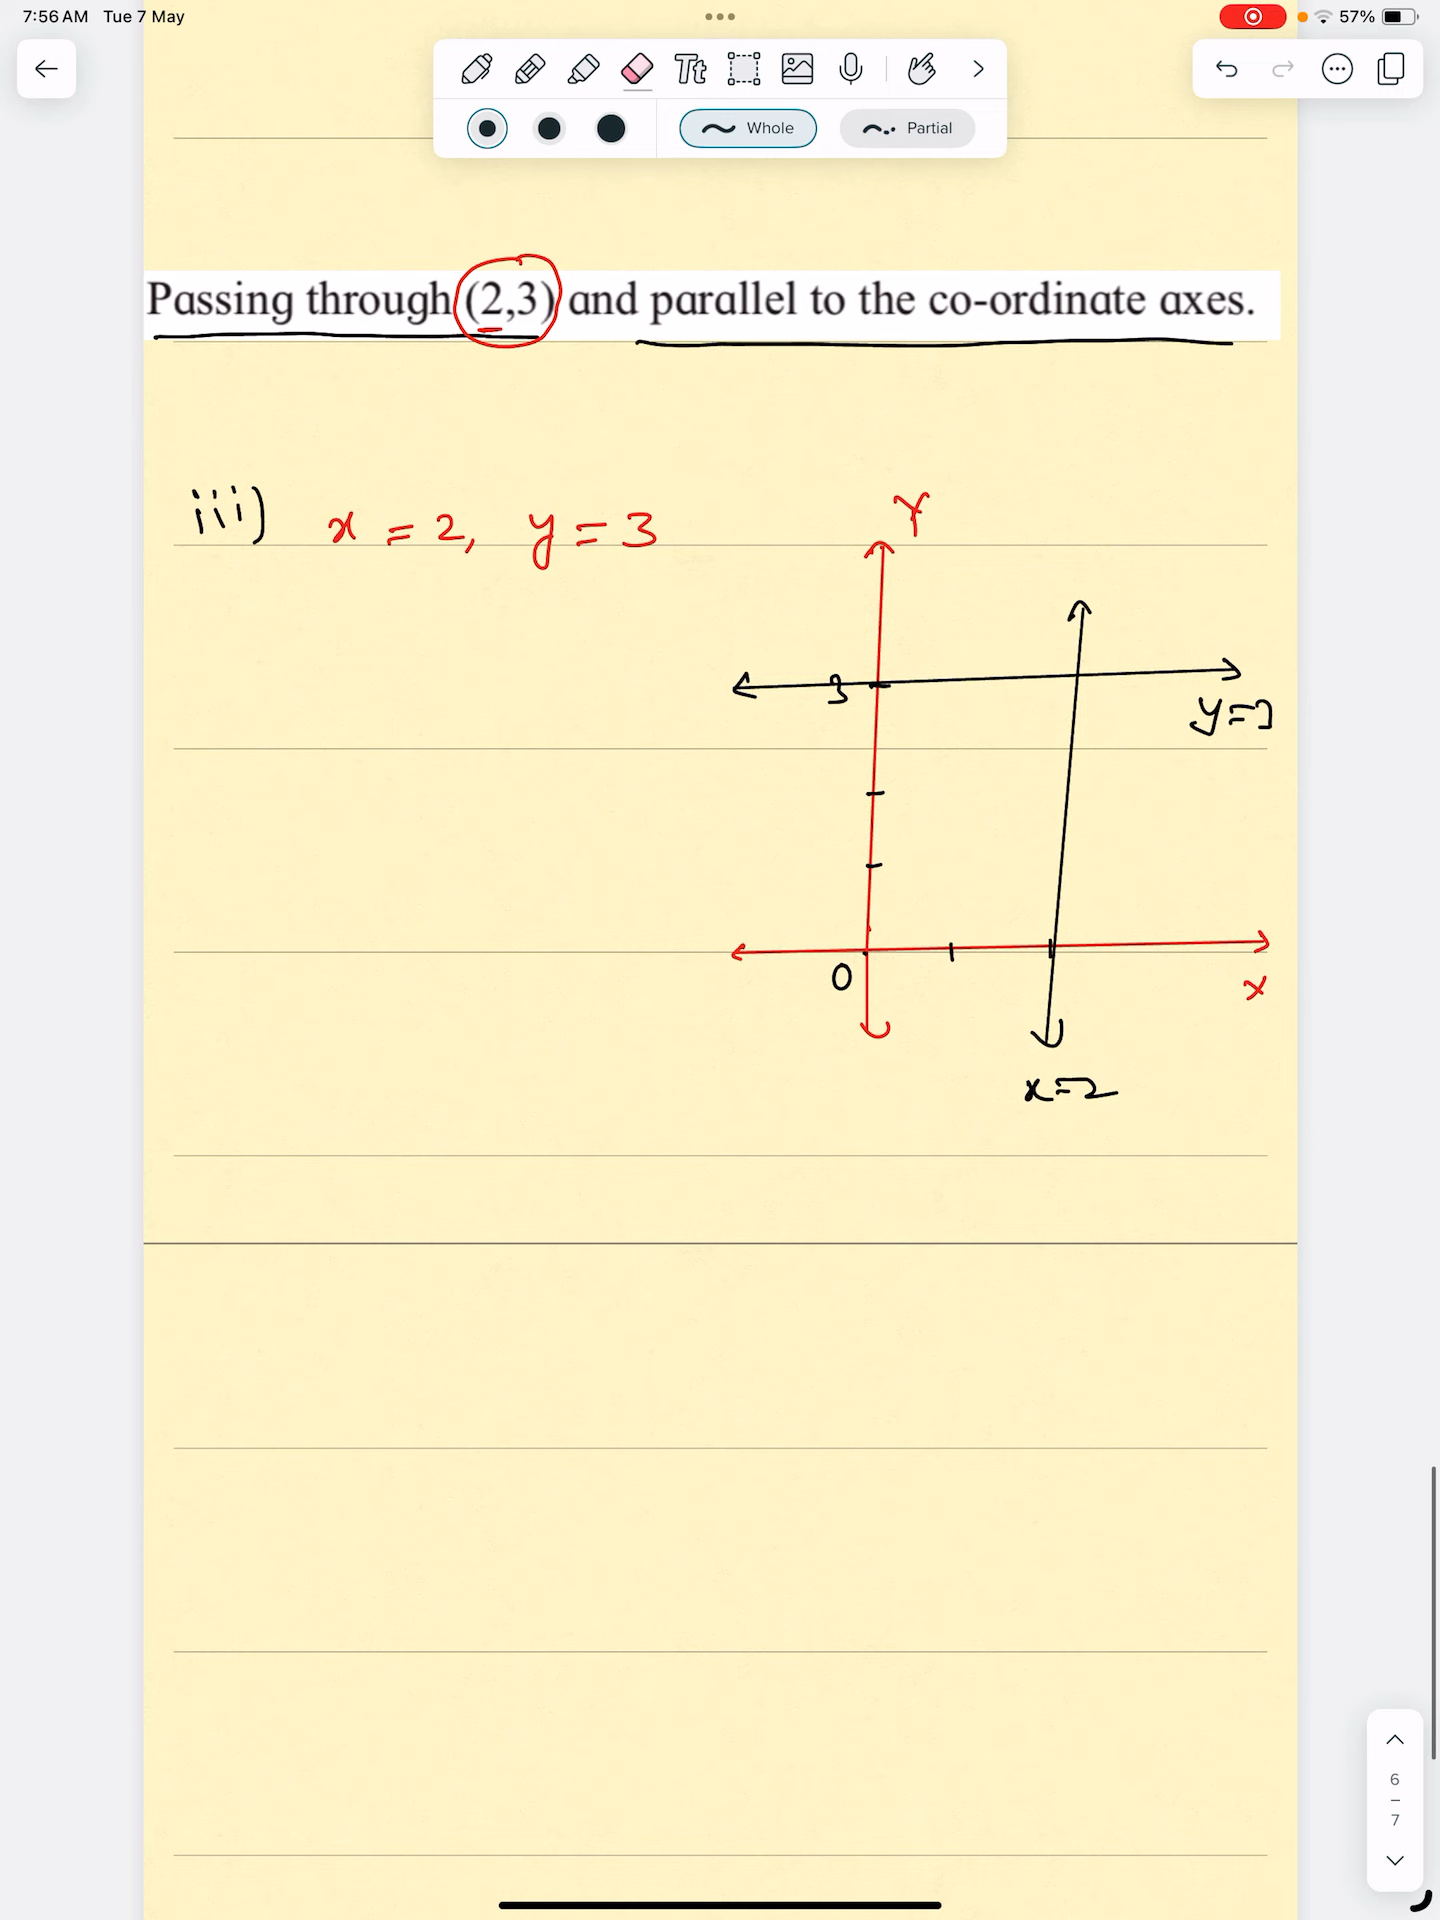 7:56 AM Tue 7 May
57%
Tt
Whole
Partial
Passing through (2,3) and parallel to the co-ordinate axes.
iii) x = 2, y = 3
Y
3
y=3
0
x
x=2
6
7